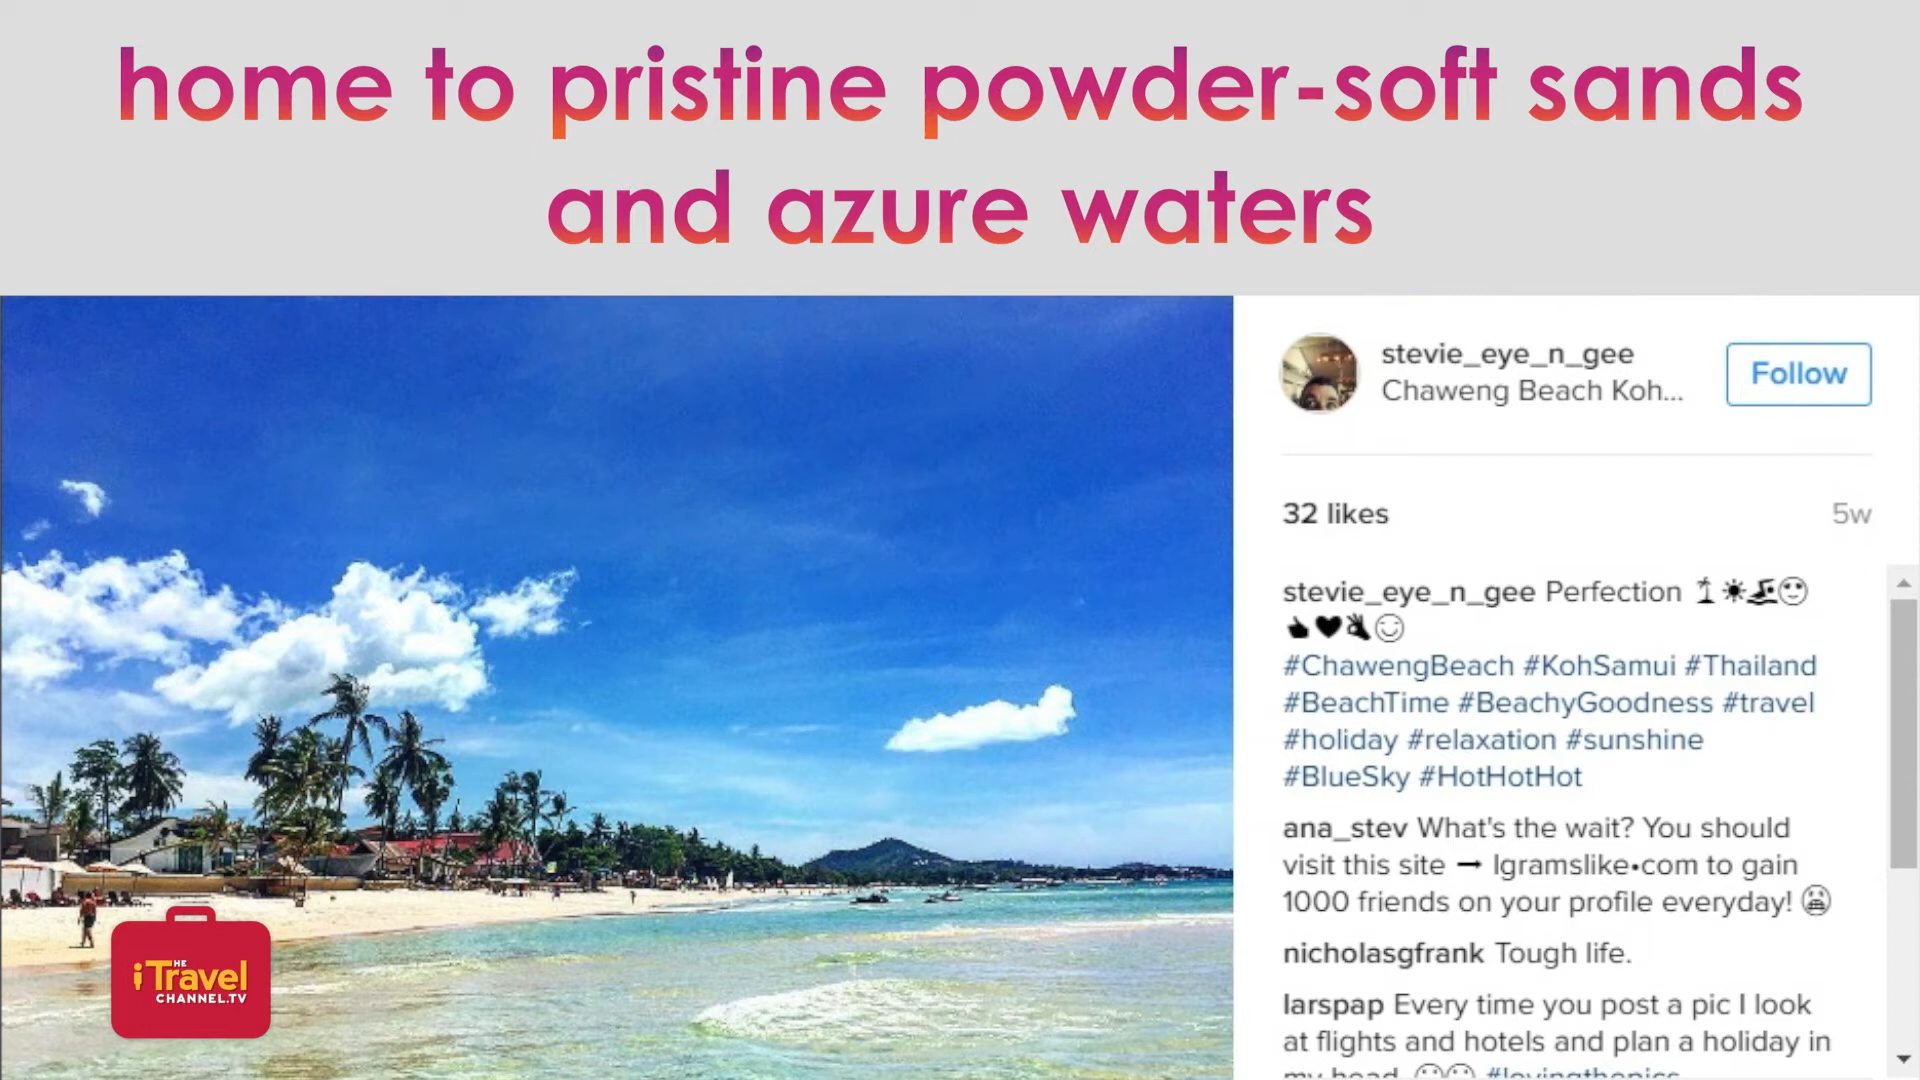 home to pristine powder-soft sands
and azure waters
stevie_eye_n_gee
Chaweng Beach Koh...
Follow
32 likes
5w
stevie_eye_n_gee Perfection
#ChawengBeach #KohSamui #Thailand
#BeachTime #BeachyGoodness #travel
#holiday #relaxation #sunshine
#BlueSky #HotHotHot
ana_stev What's the wait? You should
visit this site → Igramslike•com to gain
1000 friends on your profile everyday!
nicholasgfrank Tough life.
larspap Every time you post a pic I look
at flights and hotels and plan a holiday in
my head. #lovingthepics
THE
iTravel
CHANNEL.TV